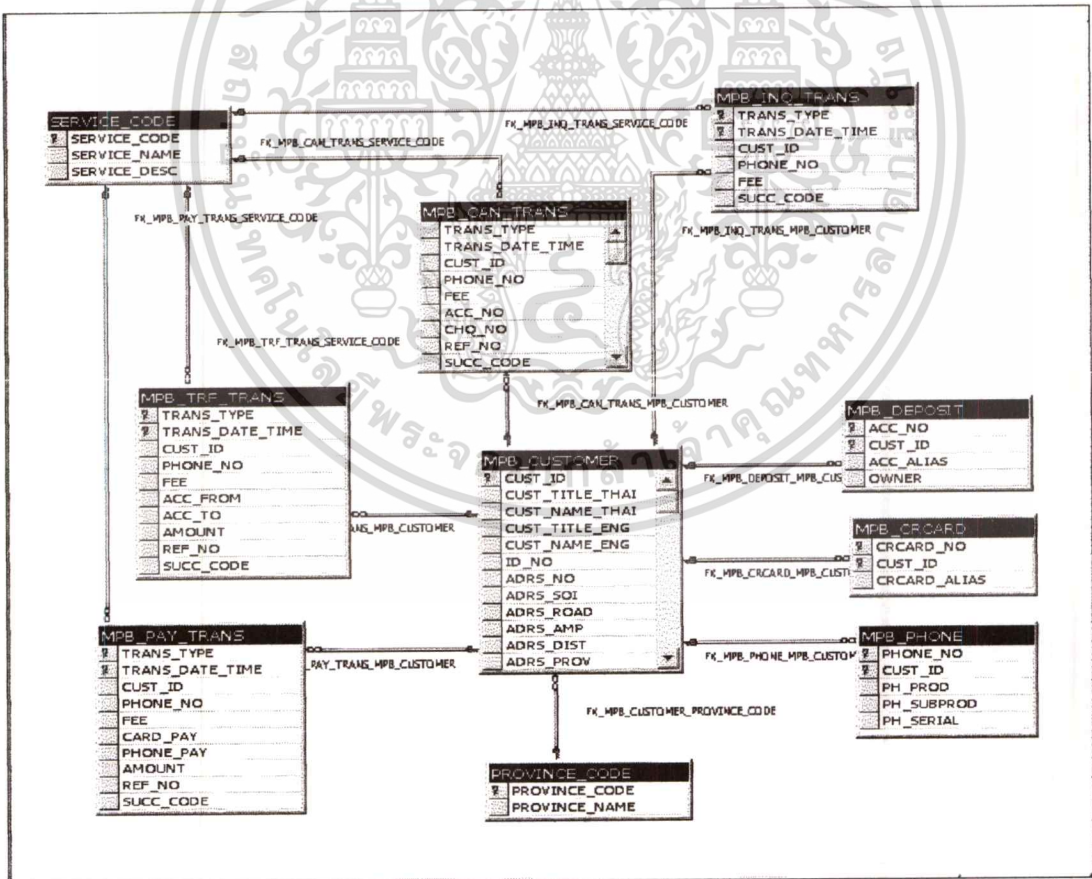 SERVICE_CODE
SERVICE_CODE
SERVICE_NAME
SERVICE_DESC
MPB_INQ_TRANS
TRANS_TYPE
TRANS_DATE_TIME
CUST_ID
PHONE_NO
FEE
SUCC_CODE
FK_MPB_INQ_TRANS_SERVICE_CODE
FK_MPB_CAN_TRANS_SERVICE_CODE
FK_MPB_PAY_TRANS_SERVICE_CODE
MPB_CAN_TRANS
TRANS_TYPE
TRANS_DATE_TIME
CUST_ID
PHONE_NO
FEE
ACC_NO
CHQ_NO
REF_NO
SUCC_CODE
FK_MPB_INQ_TRANS_MPB_CUSTOMER
FK_MPB_TRF_TRANS_SERVICE_CODE
MPB_TRF_TRANS
TRANS_TYPE
TRANS_DATE_TIME
CUST_ID
PHONE_NO
FEE
ACC_FROM
ACC_TO
AMOUNT
REF_NO
SUCC_CODE
FK_MPB_CAN_TRANS_MPB_CUSTOMER
MPB_CUSTOMER
CUST_ID
CUST_TITLE_THAI
CUST_NAME_THAI
CUST_TITLE_ENG
CUST_NAME_ENG
ID_NO
ADRS_NO
ADRS_SOI
ADRS_ROAD
ADRS_AMP
ADRS_DIST
ADRS_PROV
MPB_DEPOSIT
ACC_NO
CUST_ID
ACC_ALIAS
OWNER
FK_MPB_DEPOSIT_MPB_CUS
ANS_MPB_CUSTOMER
MPB_CRCARD
CRCARD_NO
CUST_ID
CRCARD_ALIAS
FK_MPB_CRCARD_MPB_CUST
MPB_PAY_TRANS
TRANS_TYPE
TRANS_DATE_TIME
CUST_ID
PHONE_NO
FEE
CARD_PAY
PHONE_PAY
AMOUNT
REF_NO
SUCC_CODE
_PAY_TRANS_MPB_CUSTOMER
FK_MPB_PHONE_MPB_CUSTOM
MPB_PHONE
PHONE_NO
CUST_ID
PH_PROD
PH_SUBPROD
PH_SERIAL
FK_MPB_CUSTOMER_PROVINCE_CODE
PROVINCE_CODE
PROVINCE_CODE
PROVINCE_NAME